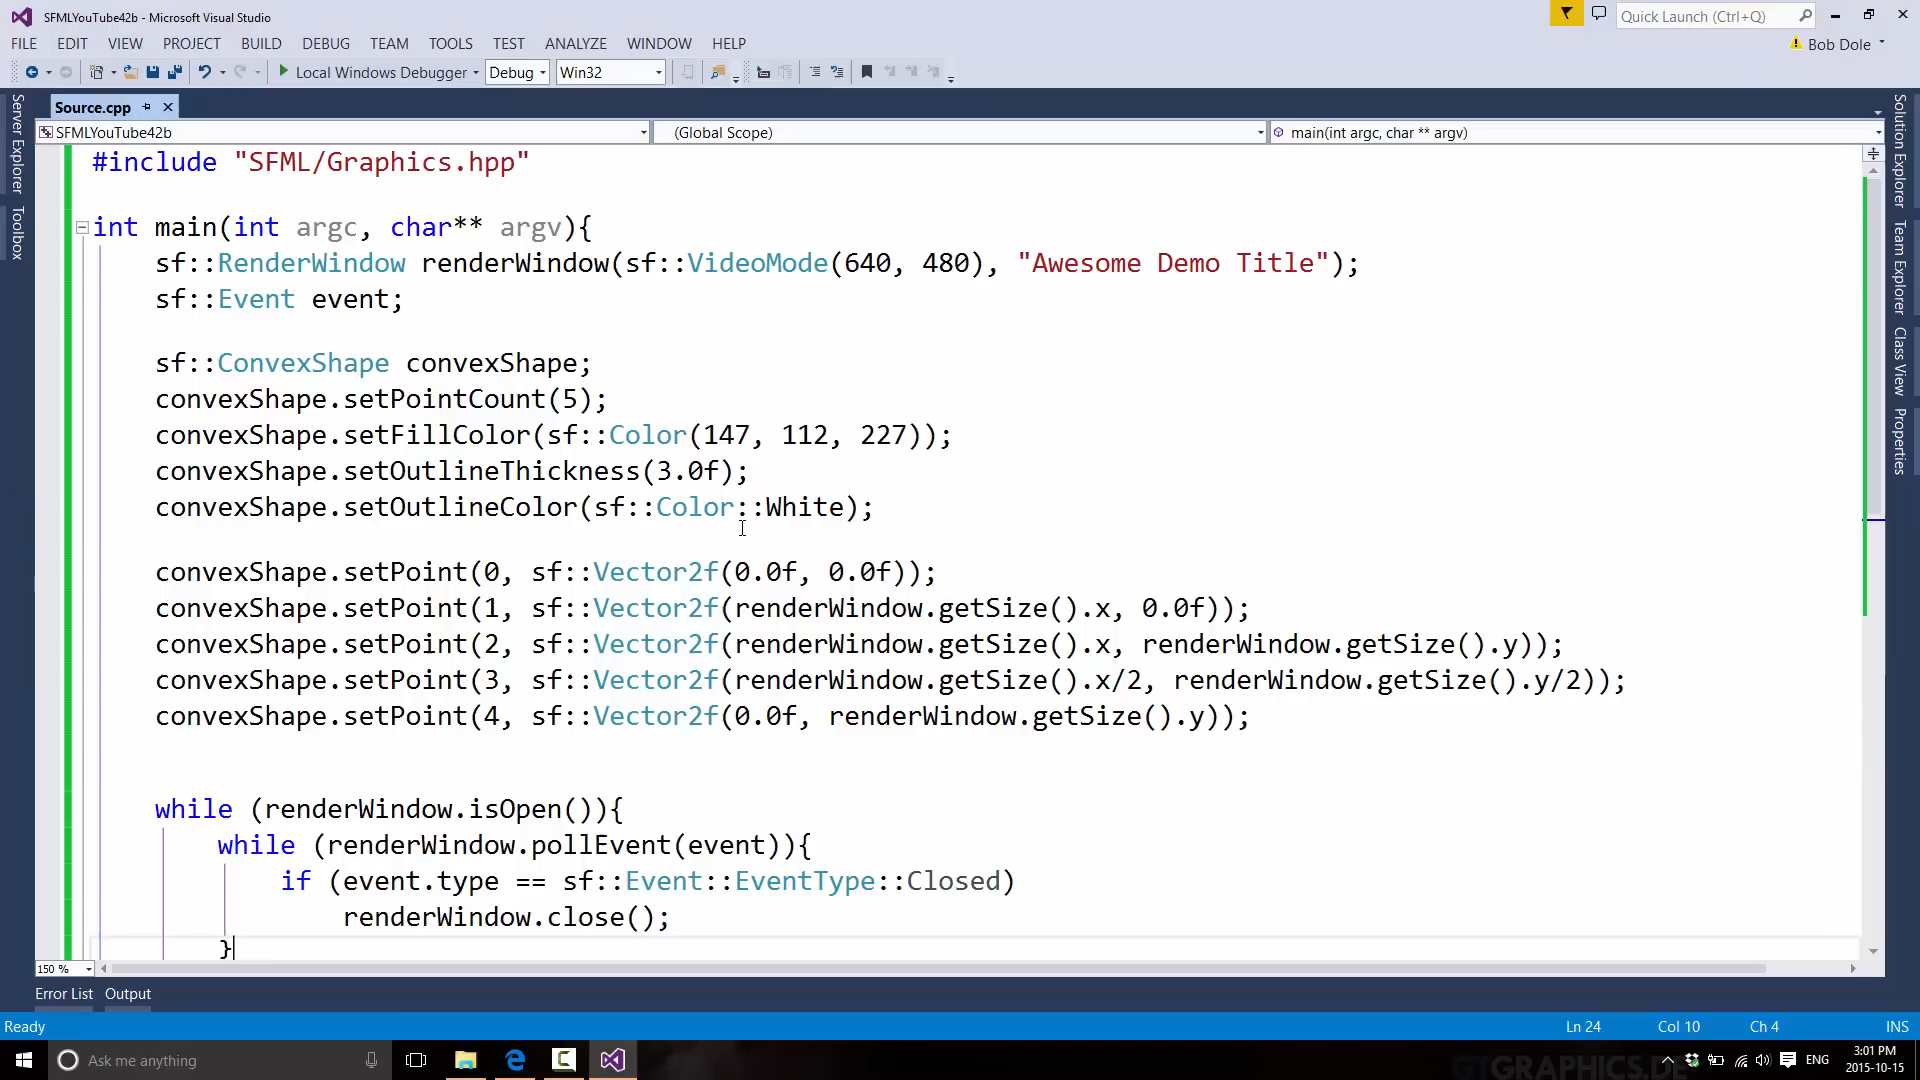 SFMLYouTube42b - Microsoft Visual Studio
Quick Launch (Ctrl+Q)
FILE EDIT VIEW PROJECT BUILD DEBUG TEAM TOOLS TEST ANALYZE WINDOW HELP
Bob Dole
Local Windows Debugger Debug Win32
Server Explorer
Toolbox
Solution Explorer
Team Explorer
Class View
Properties
Source.cpp
SFMLYouTube42b (Global Scope) main(int argc, char ** argv)
#include "SFML/Graphics.hpp"
int main(int argc, char** argv){
sf::RenderWindow renderWindow(sf::VideoMode(640, 480), "Awesome Demo Title");
sf::Event event;
sf::ConvexShape convexShape;
convexShape.setPointCount(5);
convexShape.setFillColor(sf::Color(147, 112, 227));
convexShape.setOutlineThickness(3.0f);
convexShape.setOutlineColor(sf::Color::White);
convexShape.setPoint(0, sf::Vector2f(0.0f, 0.0f));
convexShape.setPoint(1, sf::Vector2f(renderWindow.getSize().x, 0.0f));
convexShape.setPoint(2, sf::Vector2f(renderWindow.getSize().x, renderWindow.getSize().y));
convexShape.setPoint(3, sf::Vector2f(renderWindow.getSize().x/2, renderWindow.getSize().y/2));
convexShape.setPoint(4, sf::Vector2f(0.0f, renderWindow.getSize().y));
while (renderWindow.isOpen()){
while (renderWindow.pollEvent(event)){
if (event.type == sf::Event::EventType::Closed)
renderWindow.close();
}
150 %
Error List Output
Ready Ln 24 Col 10 Ch 4 INS
Ask me anything
GTGRAPHICS.DE
ENG
3:01 PM
2015-10-15